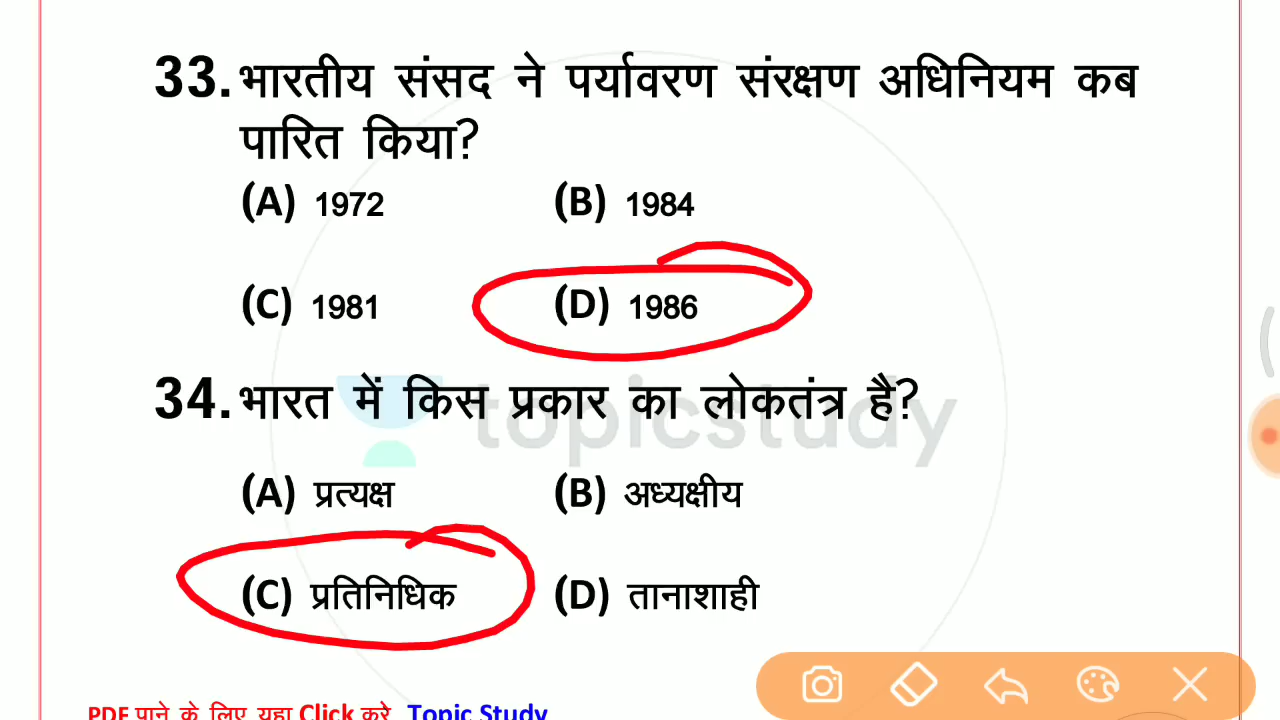 33. भारतीय संसद ने पर्यावरण संरक्षण अधिनियम कब
पारित किया?
(A) 1972 (B) 1984
(C) 1981 (D) 1986
34. भारत में किस प्रकार का लोकतंत्र है?
topicstudy
(A) प्रत्यक्ष (B) अध्यक्षीय
(C) प्रतिनिधिक (D) तानाशाही
PDF पाने के लिए यहा Click करे Topic Study